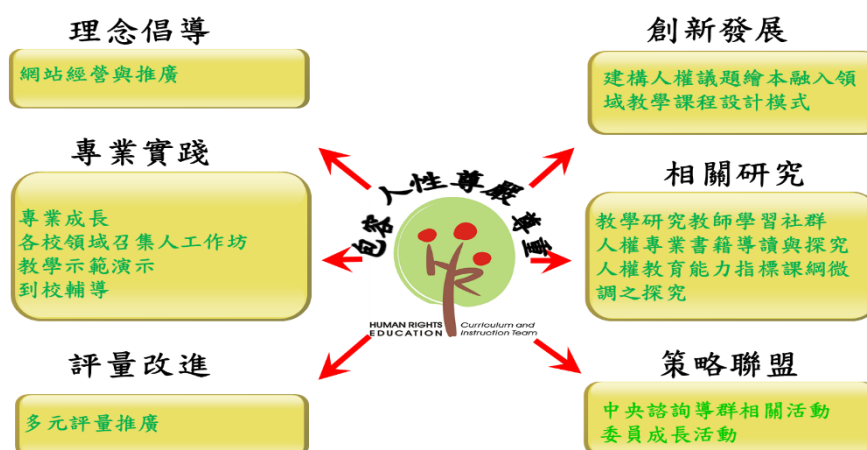 理念倡導
網站經營與推廣
專業實踐
專業成長
各校領域召集人工作坊
教學示範演示
到校輔導
評量改進
多元評量推廣
包容 人性尊嚴 尊重
HUMAN RIGHTS
EDUCATION
Curriculum and
Instruction Team
創新發展
建構人權議題繪本融入領
域教學課程設計模式
相關研究
教學研究教師學習社群
人權專業書籍導讀與探究
人權教育能力指標課綱微
調之探究
策略聯盟
中央諮詢導群相關活動
委員成長活動